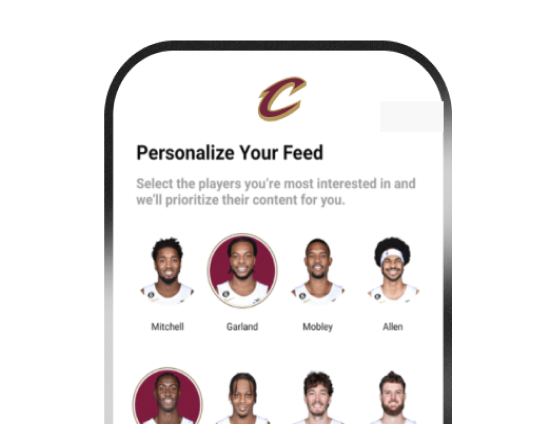 C
Personalize Your Feed
Select the players you're most interested in and
we'll prioritize their content for you.
Mitchell
Garland
Mobley
Allen